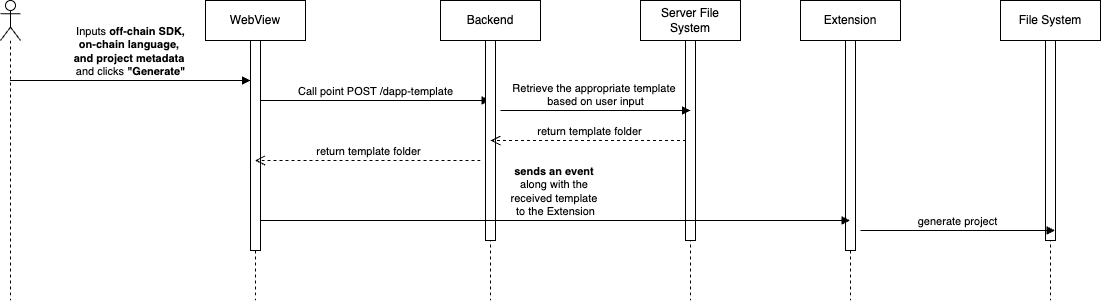 WebView
Backend
Server File
System
Extension
File System
Inputs off-chain SDK,
on-chain language,
and project metadata
and clicks "Generate"
Call point POST /dapp-template
Retrieve the appropriate template
based on user input
return template folder
return template folder
sends an event
along with the
received template
to the Extension
generate project